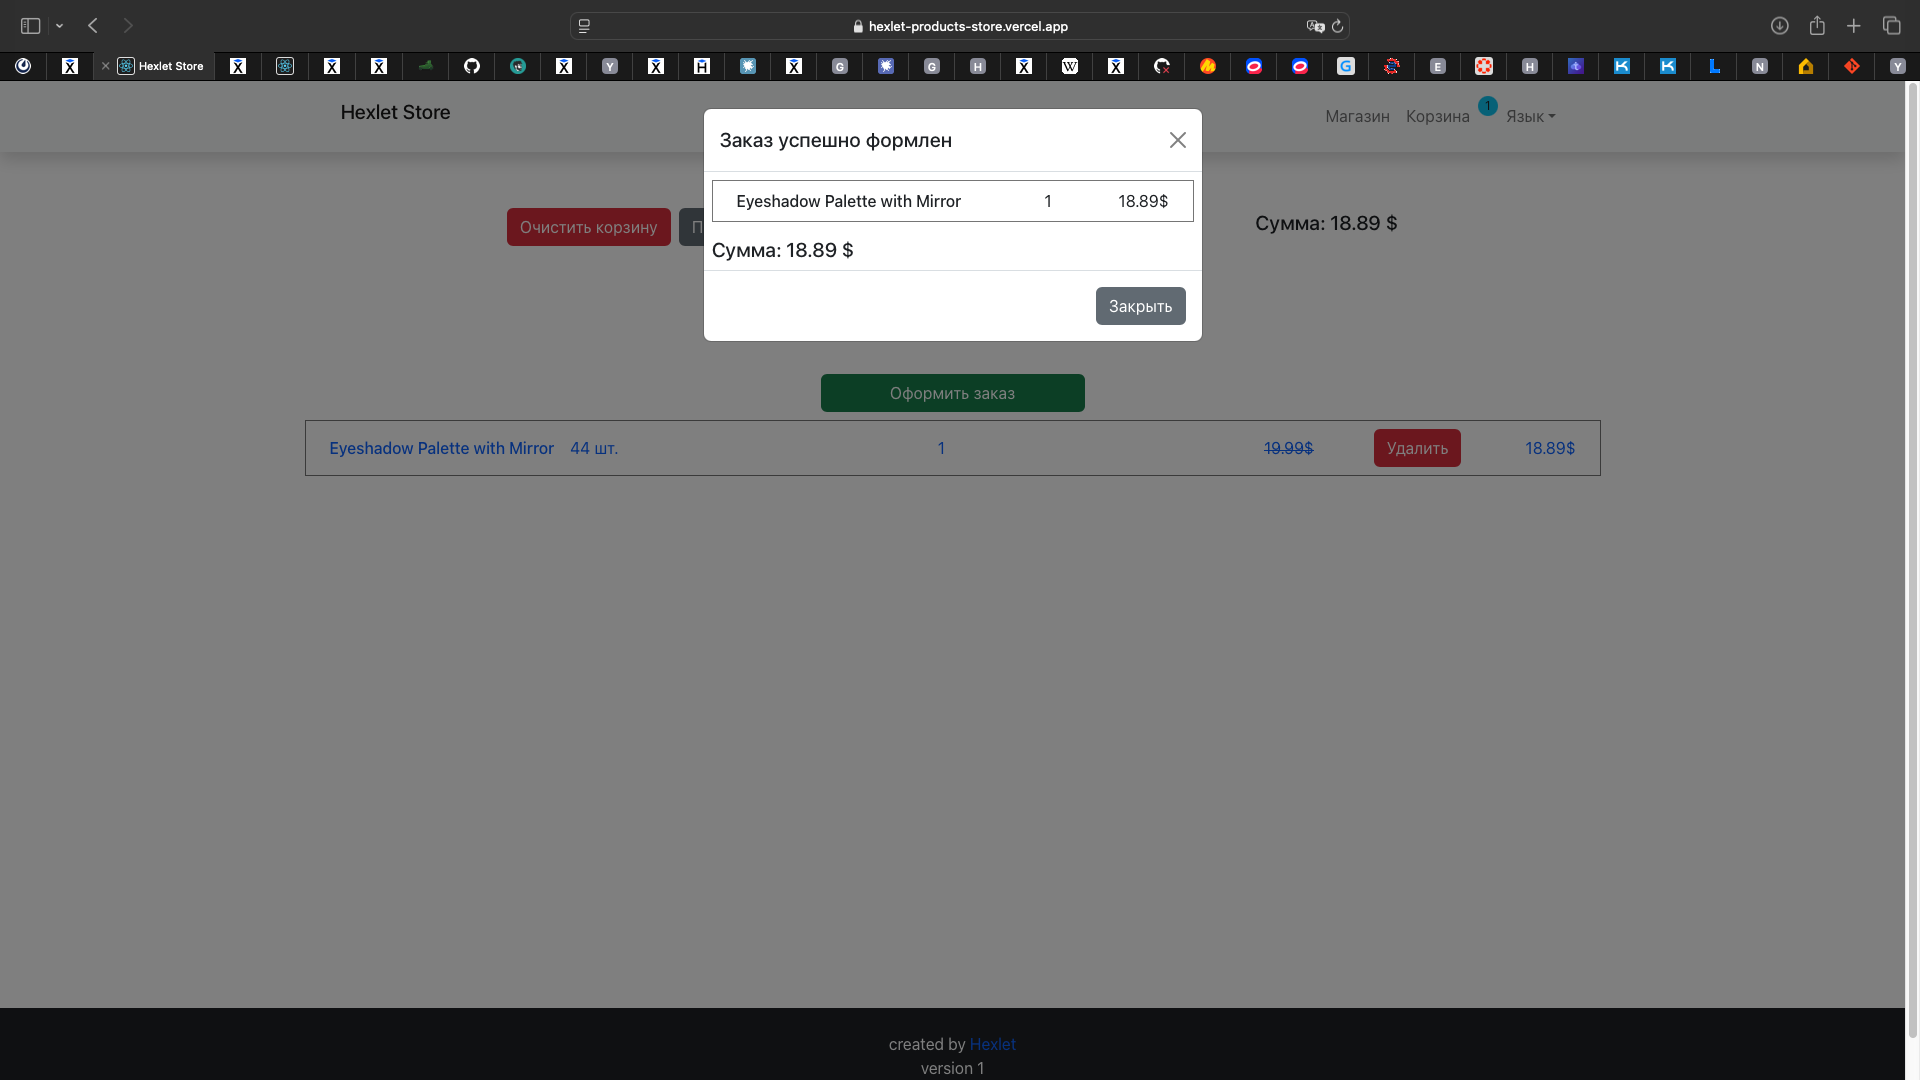 hexlet-products-store.vercel.app
Hexlet Store
Hexlet Store
Магазин
Корзина
1
Язык
Заказ успешно формлен
Eyeshadow Palette with Mirror 1 18.89$
Сумма: 18.89 $
Закрыть
Очистить корзину
П
Сумма: 18.89 $
Оформить заказ
Eyeshadow Palette with Mirror 44 шт. 1 19.99$ Удалить 18.89$
created by Hexlet
version 1